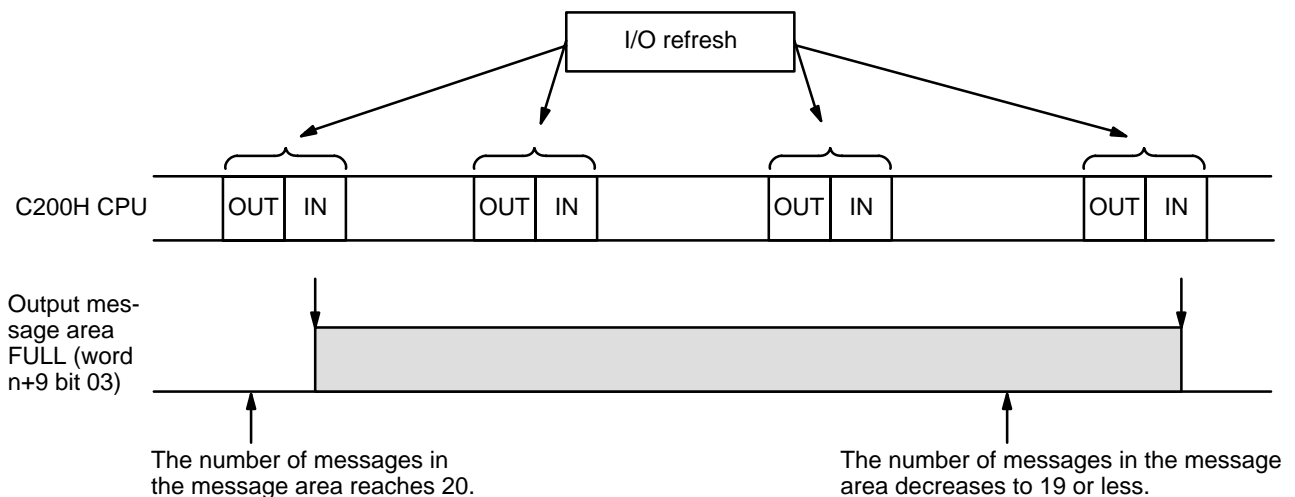 I/O refresh
C200H CPU
OUT IN OUT IN OUT IN OUT IN
Output mes-
sage area
FULL (word
n+9 bit 03)
The number of messages in
the message area reaches 20.
The number of messages in the message
area decreases to 19 or less.